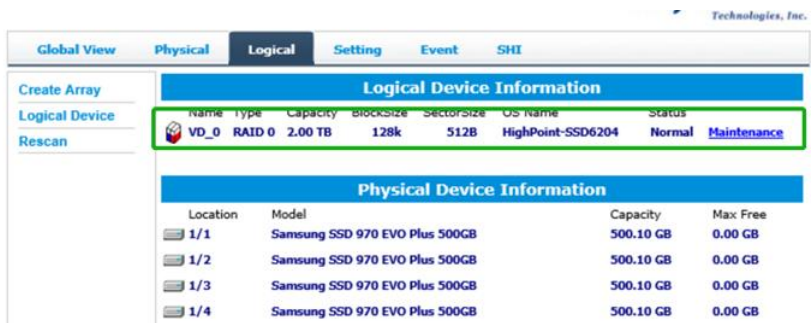 Technologies, Inc.
Global View Physical Logical Setting Event SHI
Create Array
Logical Device
Rescan
Logical Device Information
Name Type Capacity BlockSize SectorSize OS Name Status
VD_0 RAID 0 2.00 TB 128k 512B HighPoint-SSD6204 Normal Maintenance
Physical Device Information
Location Model Capacity Max Free
1/1 Samsung SSD 970 EVO Plus 500GB 500.10 GB 0.00 GB
1/2 Samsung SSD 970 EVO Plus 500GB 500.10 GB 0.00 GB
1/3 Samsung SSD 970 EVO Plus 500GB 500.10 GB 0.00 GB
1/4 Samsung SSD 970 EVO Plus 500GB 500.10 GB 0.00 GB